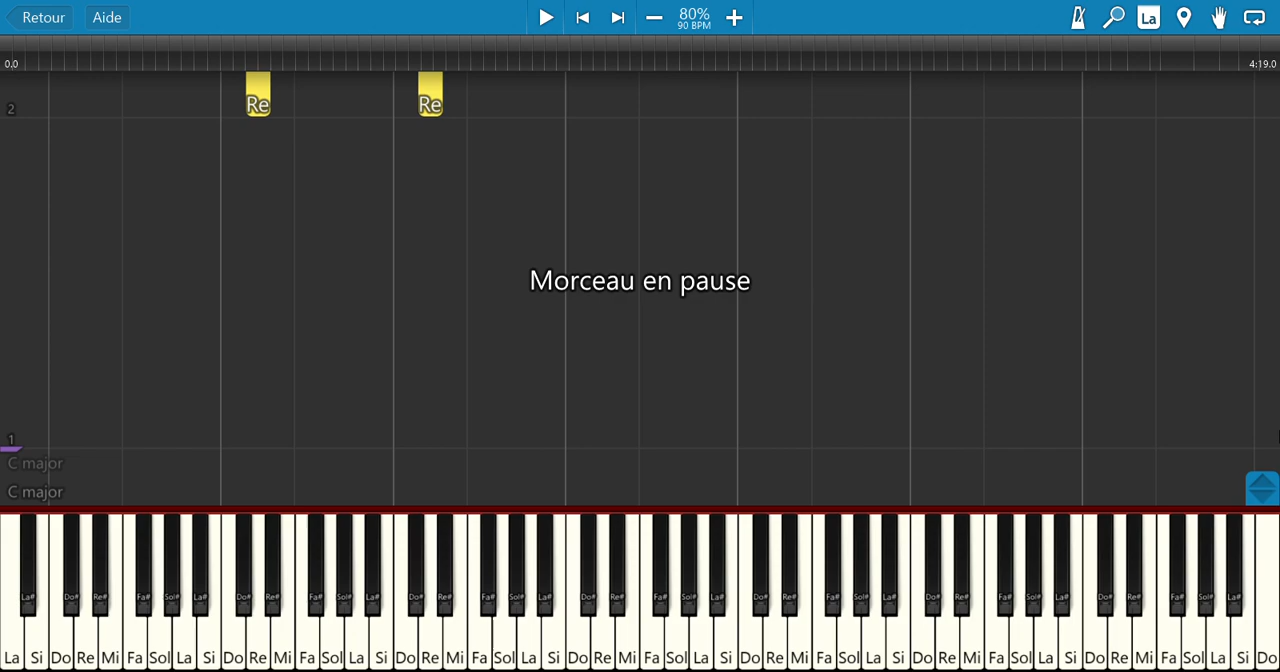 Retour Aide 80% La
90 BPM
0.0 4:19.0
Re Re
2
Morceau en pause
1
C major
C major
La# Do# Re# Fa# Sol# La# Do# Re# Fa# Sol# La# Do# Re# Fa# Sol# La# Do# Re# Fa# Sol# La# Do# Re# Fa# Sol# La# Do# Re# Fa# Sol# La# Do# Re# Fa# Sol# La#
La Si Do Re Mi Fa Sol La Si Do Re Mi Fa Sol La Si Do Re Mi Fa Sol La Si Do Re Mi Fa Sol La Si Do Re Mi Fa Sol La Si Do Re Mi Fa Sol La Si Do Re Mi Fa Sol La Si Do